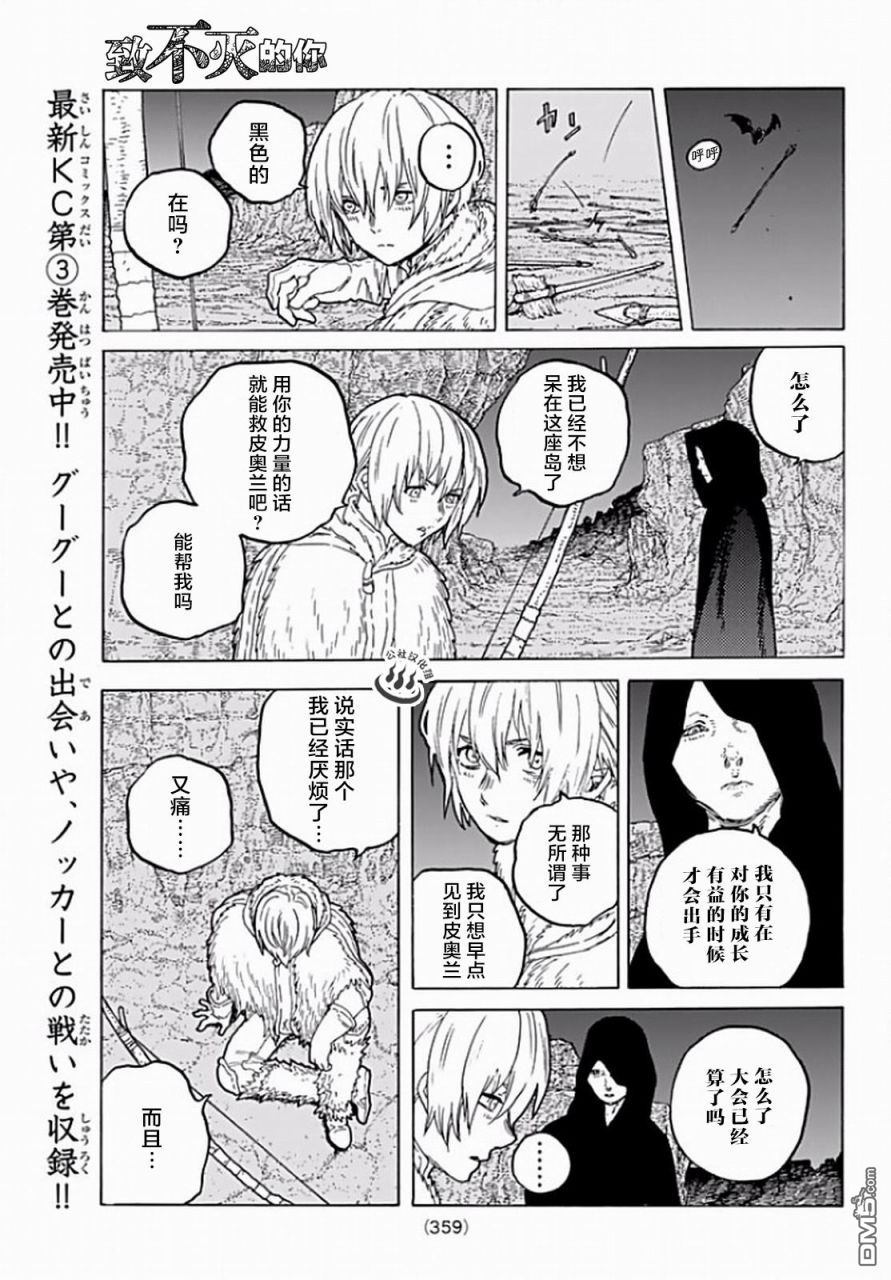 致不灭的你
最新KC第③巻発売中!! グーグーとの出会いや、ノッカーとの戦いを収録!!
さいしんコミックスだい
かんはつばいちゅう
であ
たたか
しゅうろく
呼呼
カッ
…
黑色的
在吗?
怎么了
我已经不想
呆在这座岛
了
用你的力量的话
就能救皮奥兰
吧?
能帮我吗
我只有在
对你的成长
有益的时候
才会出手
那种事
无所谓了
我只想早点
见到皮奥兰
说实话那个
我已经厌烦了…
又痛
……
而且…
怎么了
大会已经
算了吗
……
公社汉化组
(359)
DM5.com